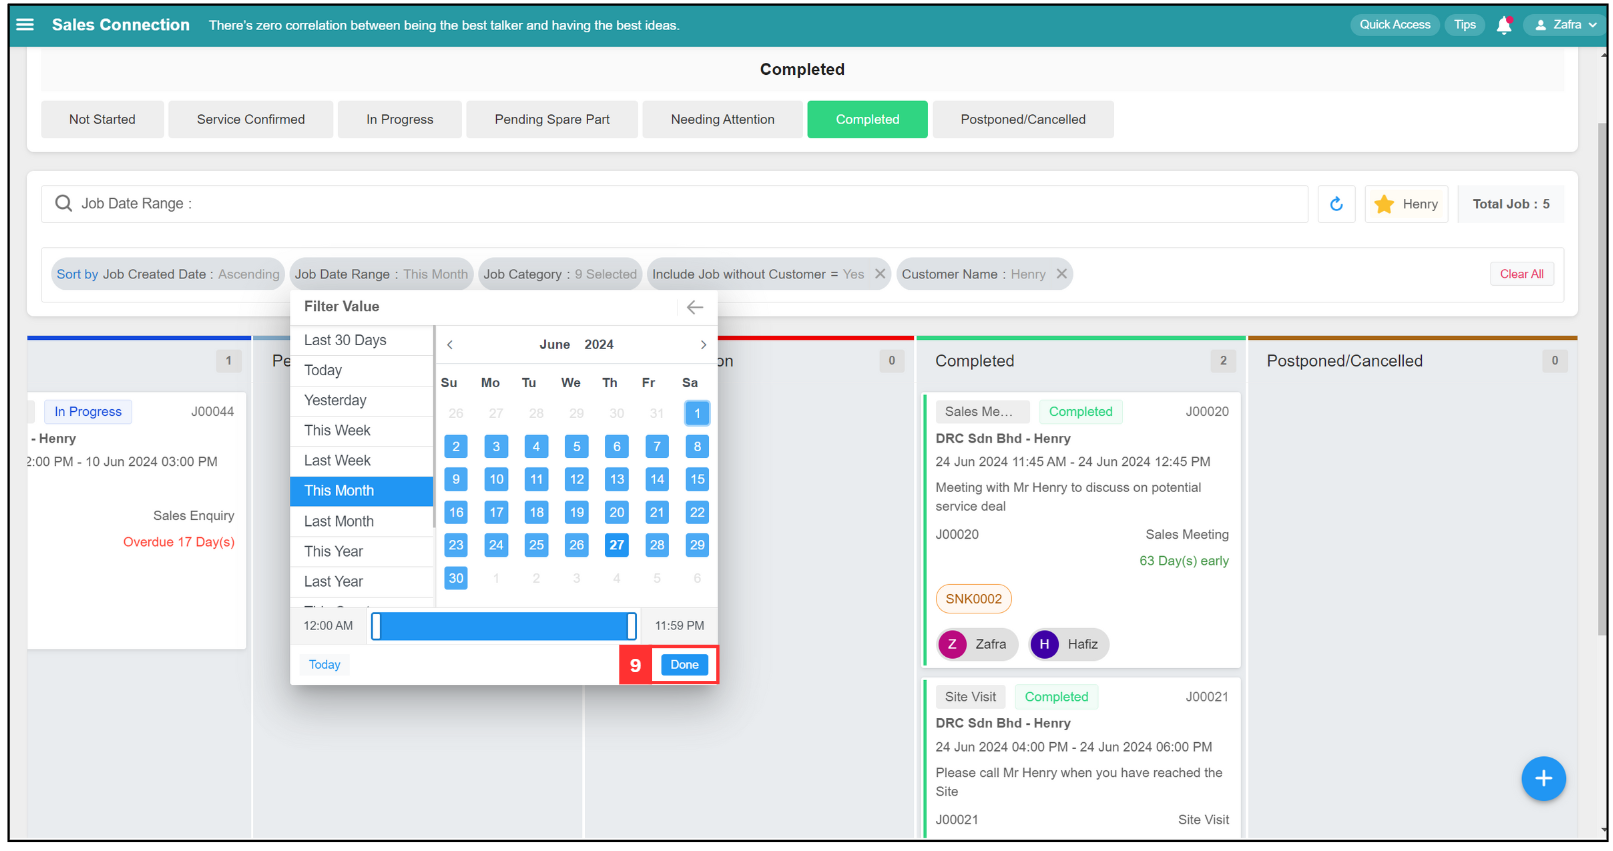 Sales Connection There's zero correlation between being the best talker and having the best ideas. Quick Access Tips Zafra
Completed
Not Started Service Confirmed In Progress Pending Spare Part Needing Attention Completed Postponed/Cancelled
Job Date Range : Henry Total Job : 5
Sort by Job Created Date : Ascending Job Date Range : This Month Job Category : 9 Selected Include Job without Customer = Yes Customer Name : Henry Clear All
Filter Value
Last 30 Days
Today
Yesterday
This Week
Last Week
This Month
Last Month
This Year
Last Year
June 2024
Su Mo Tu We Th Fr Sa
26 27 28 29 30 31 1
2 3 4 5 6 7 8
9 10 11 12 13 14 15
16 17 18 19 20 21 22
23 24 25 26 27 28 29
30 1 2 3 4 5 6
12:00 AM 11:59 PM
Today 9 Done
1 Pe
In Progress J00044
- Henry
2:00 PM - 10 Jun 2024 03:00 PM
Sales Enquiry
Overdue 17 Day(s)
on 0
Completed 2
Sales Me... Completed J00020
DRC Sdn Bhd - Henry
24 Jun 2024 11:45 AM - 24 Jun 2024 12:45 PM
Meeting with Mr Henry to discuss on potential
service deal
J00020 Sales Meeting
63 Day(s) early
SNK0002
Z Zafra H Hafiz
Site Visit Completed J00021
DRC Sdn Bhd - Henry
24 Jun 2024 04:00 PM - 24 Jun 2024 06:00 PM
Please call Mr Henry when you have reached the
Site
J00021 Site Visit
Postponed/Cancelled 0